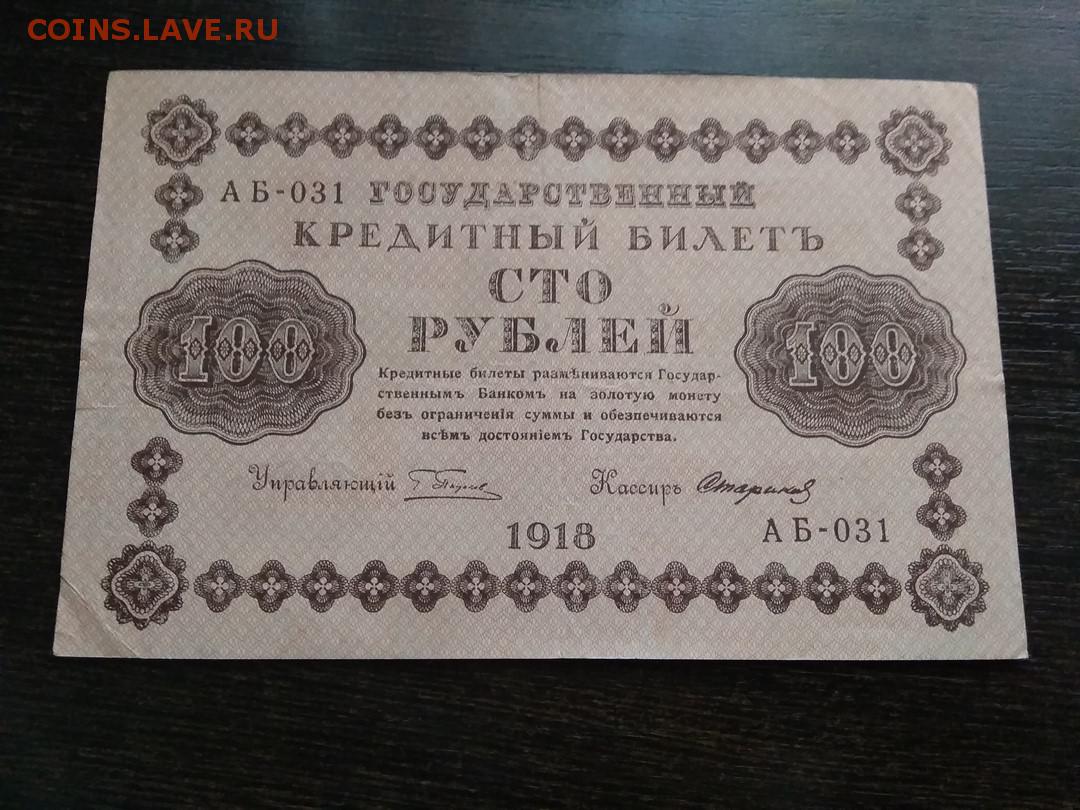 COINS.LAVE.RU
АБ-031 ГОСУДАРСТВЕННЫЙ
КРЕДИТНЫЙ БИЛЕТЪ
СТО
РУБЛЕЙ
100 100
Кредитные билеты размѣниваются Государ-
ственнымъ Банкомъ на золотую монету
безъ ограниченія суммы и обезпечиваются
всѣмъ достояніемъ Государства.
Управляющій Кассиръ Стариков
1918 АБ-031